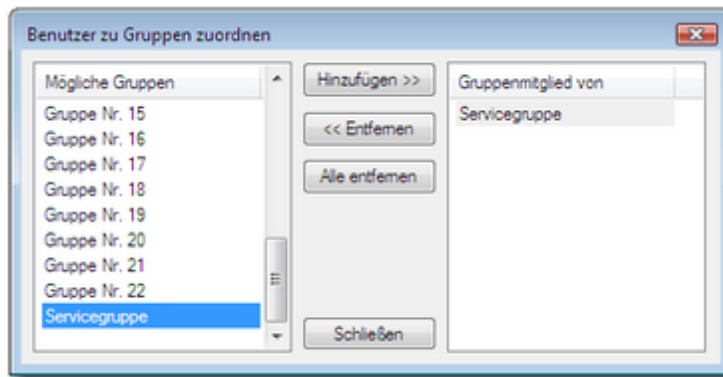 Benutzer zu Gruppen zuordnen
Mögliche Gruppen
Gruppe Nr. 15
Gruppe Nr. 16
Gruppe Nr. 17
Gruppe Nr. 18
Gruppe Nr. 19
Gruppe Nr. 20
Gruppe Nr. 21
Gruppe Nr. 22
Servicegruppe
Hinzufügen >>
<< Entfernen
Alle entfernen
Schließen
Gruppenmitglied von
Servicegruppe